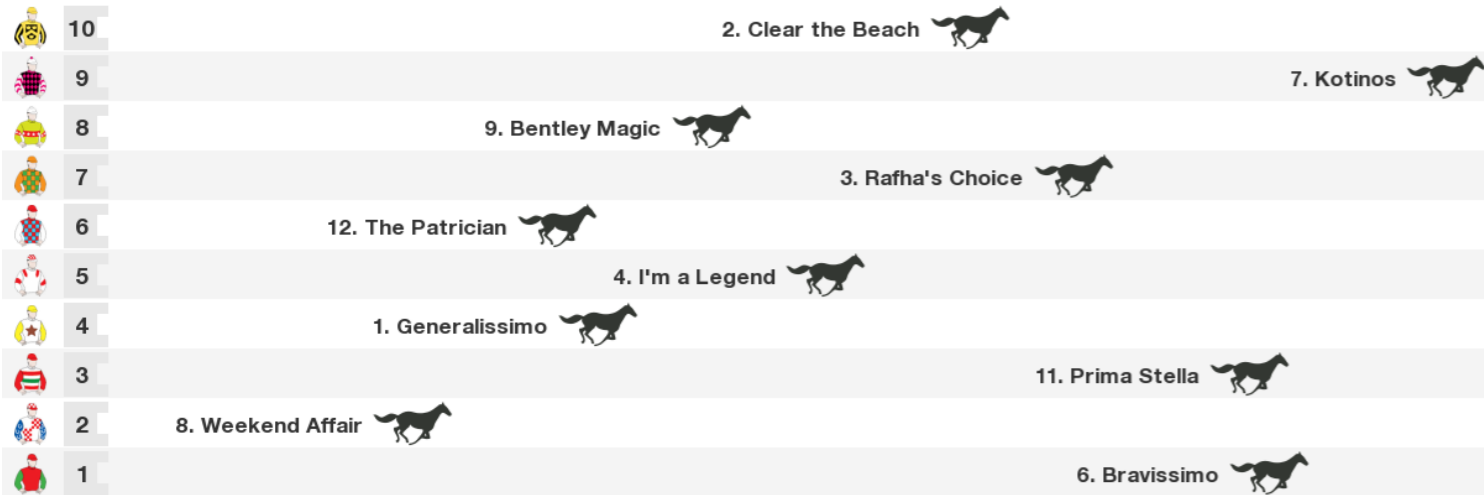 10 2. Clear the Beach
9 7. Kotinos
8 9. Bentley Magic
7 3. Rafha's Choice
6 12. The Patrician
5 4. I'm a Legend
4 1. Generalissimo
3 11. Prima Stella
2 8. Weekend Affair
1 6. Bravissimo